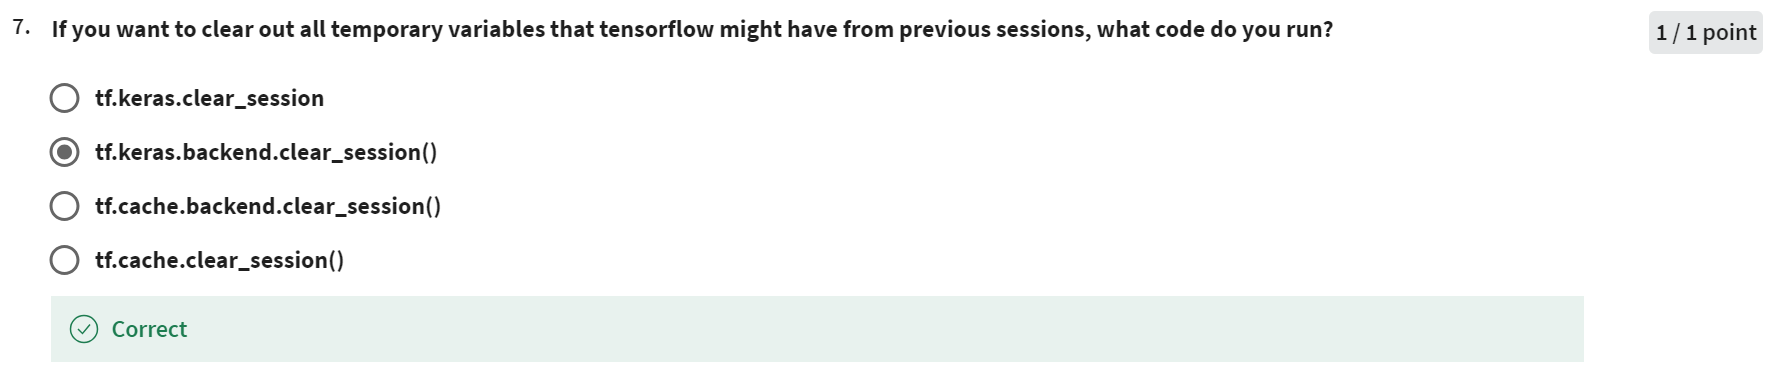 7. If you want to clear out all temporary variables that tensorflow might have from previous sessions, what code do you run?
1 / 1 point
tf.keras.clear_session
tf.keras.backend.clear_session()
tf.cache.backend.clear_session()
tf.cache.clear_session()
Correct